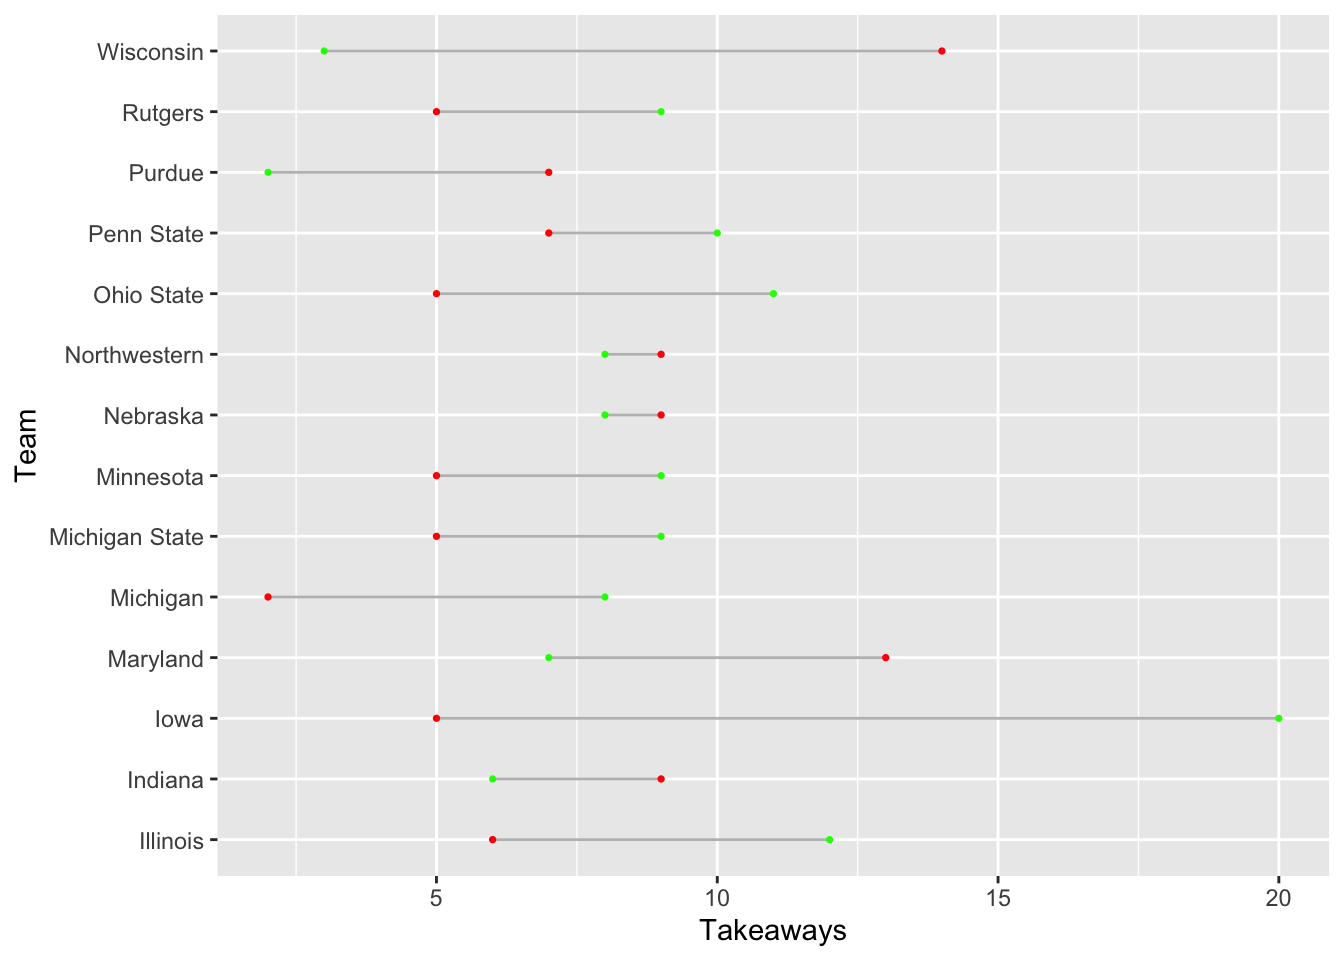 Wisconsin
Rutgers
Purdue
Penn State
Ohio State
Northwestern
Nebraska
Minnesota
Michigan State
Michigan
Maryland
Iowa
Indiana
Illinois
Team
5 10 15 20
Takeaways